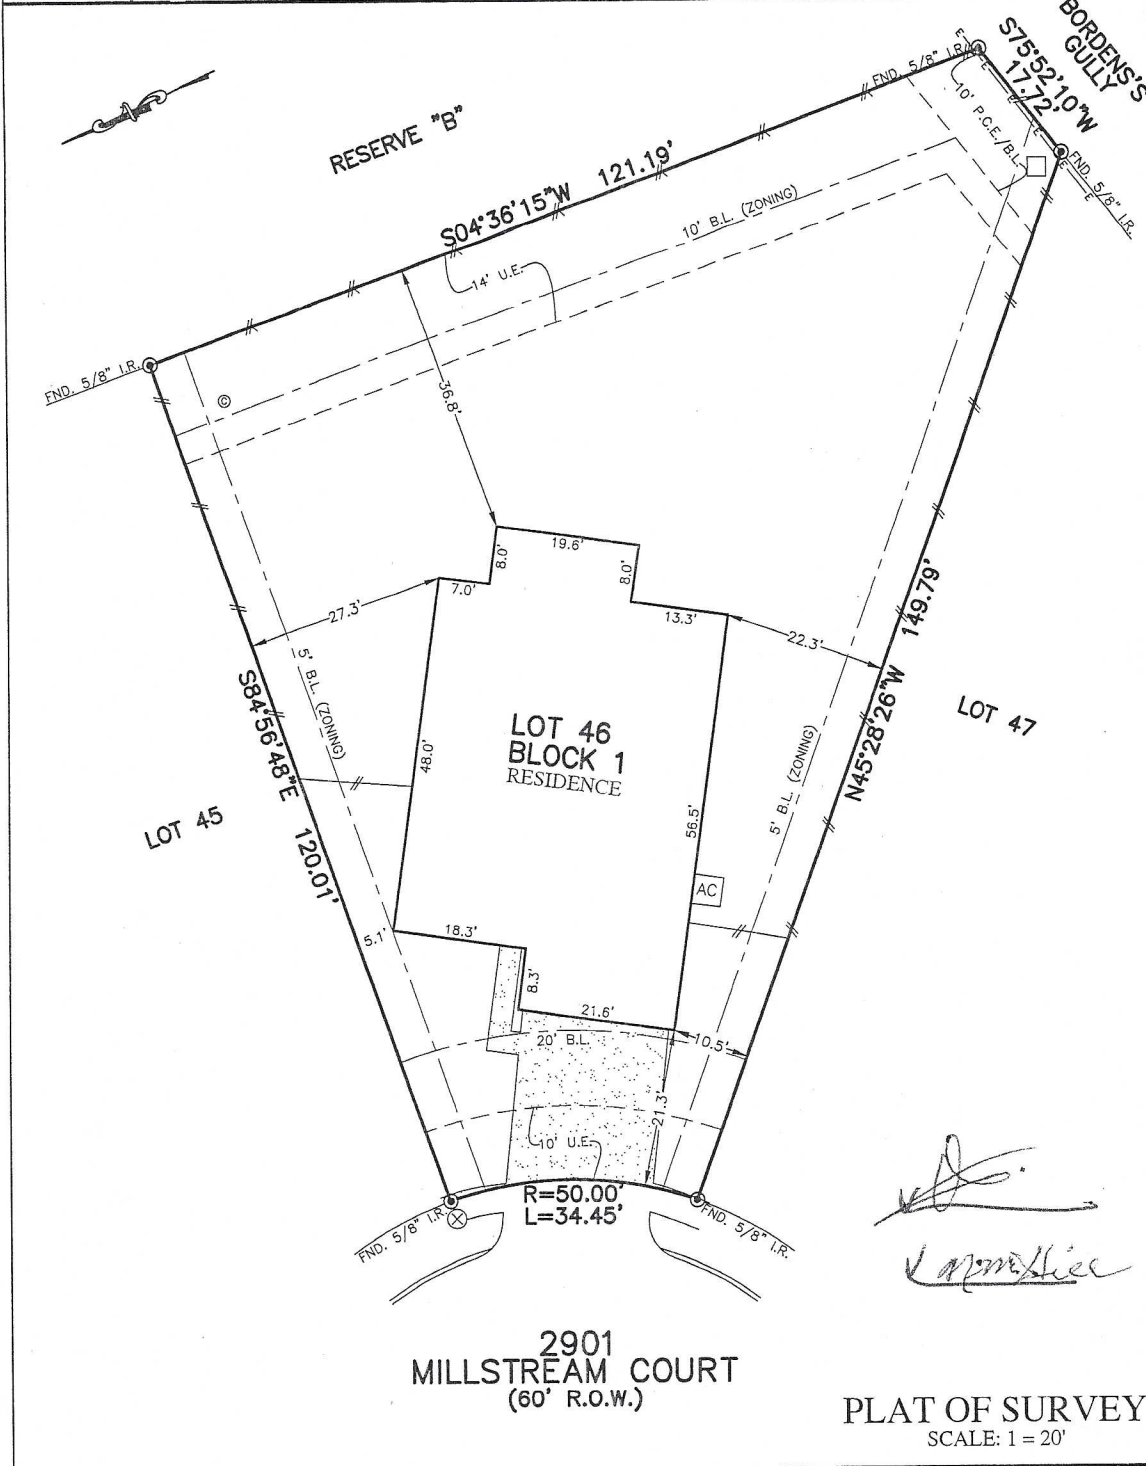 BORDENS'S
GULLY
S75°52'10"W
17.72'
FND. 5/8" I.R.
10' P.C.E./B.L.
FND. 5/8" I.R.
RESERVE "B"
S04°36'15"W 121.19'
10' B.L. (ZONING)
14' U.E.
FND. 5/8" I.R.
©
36.8'
19.6'
8.0'
8.0'
7.0'
13.3'
27.3'
22.3'
149.79'
N45°28'26"W
5' B.L. (ZONING)
S84°56'48"E 120.01'
LOT 46
BLOCK 1
RESIDENCE
LOT 47
48.0'
56.5'
5' B.L. (ZONING)
LOT 45
AC
18.3'
5.1'
8.3'
21.6'
20' B.L.
10.5'
21.3'
10' U.E.
R=50.00'
L=34.45'
FND. 5/8" I.R.
FND. 5/8" I.R.
2901
MILLSTREAM COURT
(60' R.O.W.)
PLAT OF SURVEY
SCALE: 1 = 20'